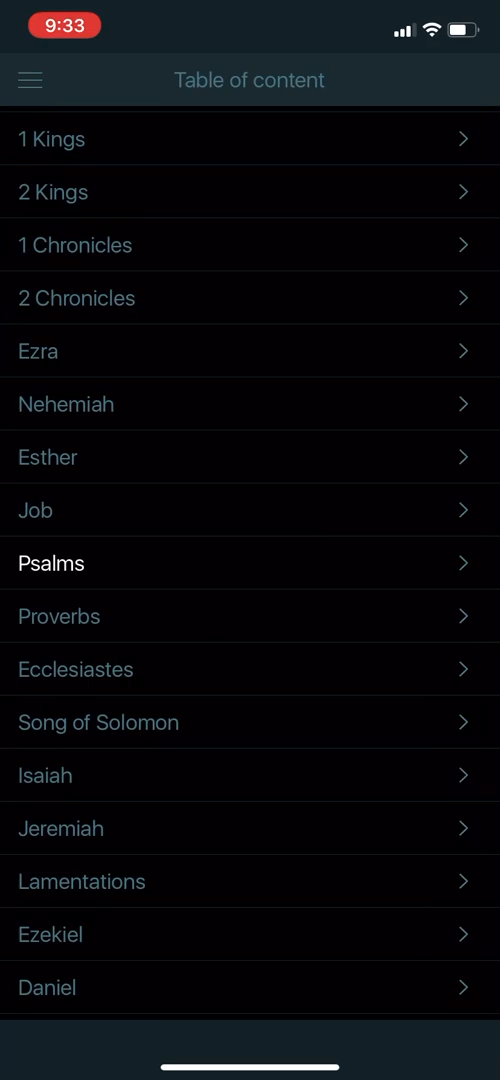 9:33
Table of content
1 Kings
2 Kings
1 Chronicles
2 Chronicles
Ezra
Nehemiah
Esther
Job
Psalms
Proverbs
Ecclesiastes
Song of Solomon
Isaiah
Jeremiah
Lamentations
Ezekiel
Daniel